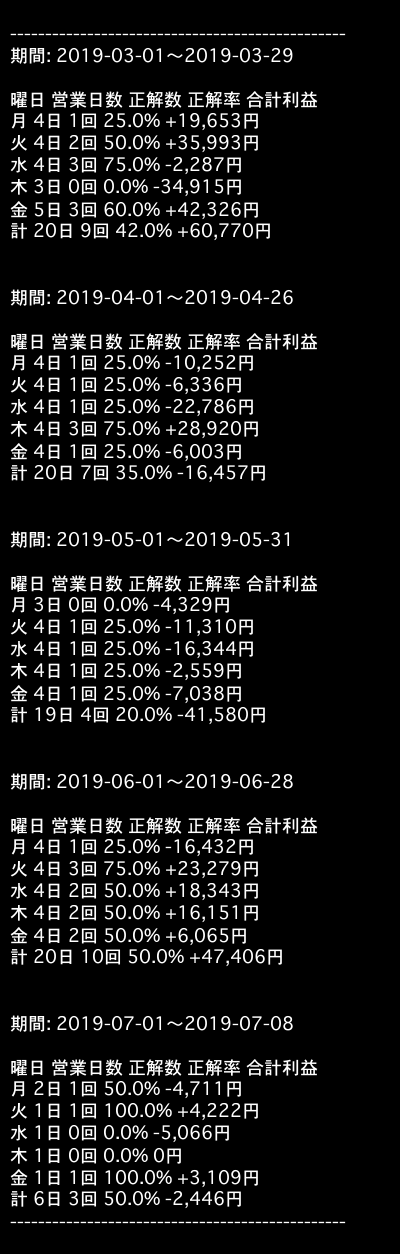 ------------------------------------------------
期間: 2019-03-01～2019-03-29
曜日 営業日数 正解数 正解率 合計利益
月 4日 1回 25.0% +19,653円
火 4日 2回 50.0% +35,993円
水 4日 3回 75.0% -2,287円
木 3日 0回 0.0% -34,915円
金 5日 3回 60.0% +42,326円
計 20日 9回 42.0% +60,770円
期間: 2019-04-01～2019-04-26
曜日 営業日数 正解数 正解率 合計利益
月 4日 1回 25.0% -10,252円
火 4日 1回 25.0% -6,336円
水 4日 1回 25.0% -22,786円
木 4日 3回 75.0% +28,920円
金 4日 1回 25.0% -6,003円
計 20日 7回 35.0% -16,457円
期間: 2019-05-01～2019-05-31
曜日 営業日数 正解数 正解率 合計利益
月 3日 0回 0.0% -4,329円
火 4日 1回 25.0% -11,310円
水 4日 1回 25.0% -16,344円
木 4日 1回 25.0% -2,559円
金 4日 1回 25.0% -7,038円
計 19日 4回 20.0% -41,580円
期間: 2019-06-01～2019-06-28
曜日 営業日数 正解数 正解率 合計利益
月 4日 1回 25.0% -16,432円
火 4日 3回 75.0% +23,279円
水 4日 2回 50.0% +18,343円
木 4日 2回 50.0% +16,151円
金 4日 2回 50.0% +6,065円
計 20日 10回 50.0% +47,406円
期間: 2019-07-01～2019-07-08
曜日 営業日数 正解数 正解率 合計利益
月 2日 1回 50.0% -4,711円
火 1日 1回 100.0% +4,222円
水 1日 0回 0.0% -5,066円
木 1日 0回 0.0% 0円
金 1日 1回 100.0% +3,109円
計 6日 3回 50.0% -2,446円
------------------------------------------------